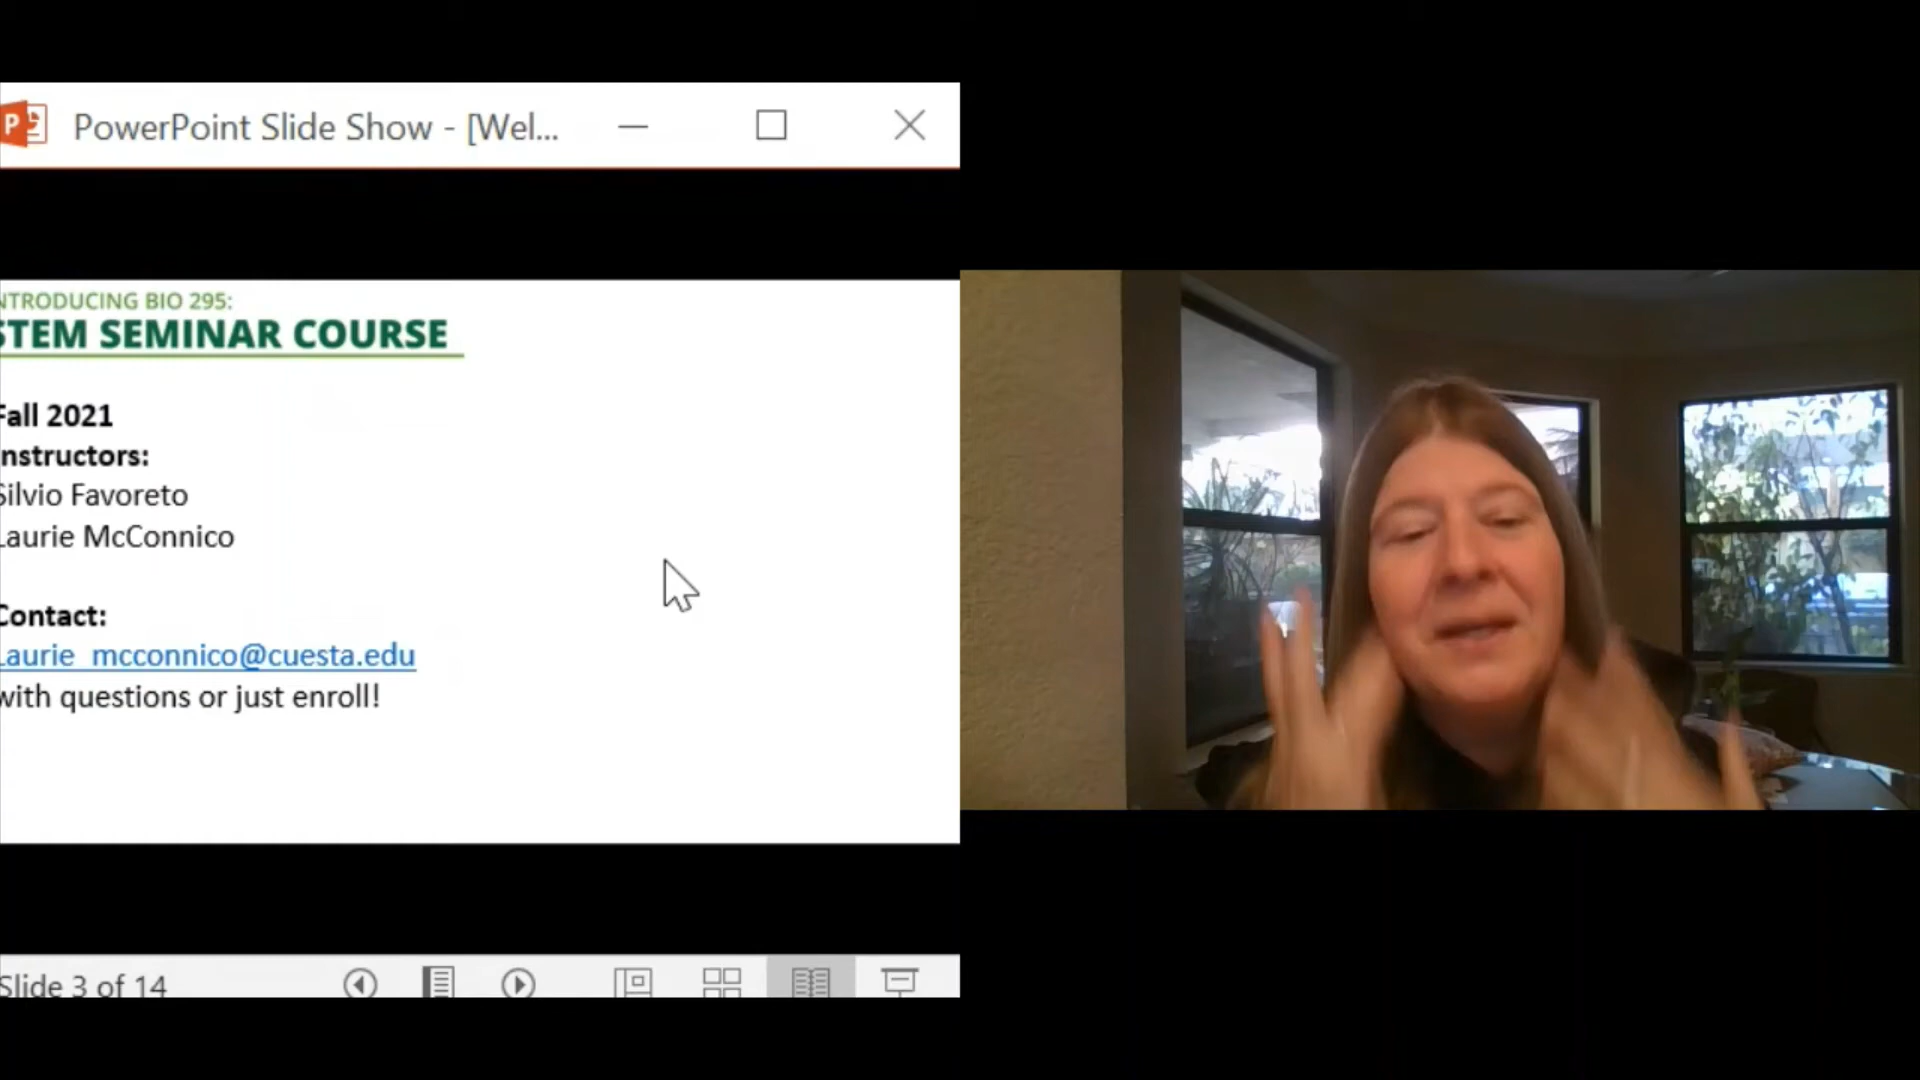 PowerPoint Slide Show - [Wel...
NTRODUCING BIO 295:
STEM SEMINAR COURSE
Fall 2021
Instructors:
Silvio Favoreto
Laurie McConnico
Contact:
Laurie_mcconnico@cuesta.edu
with questions or just enroll!
Slide 3 of 14